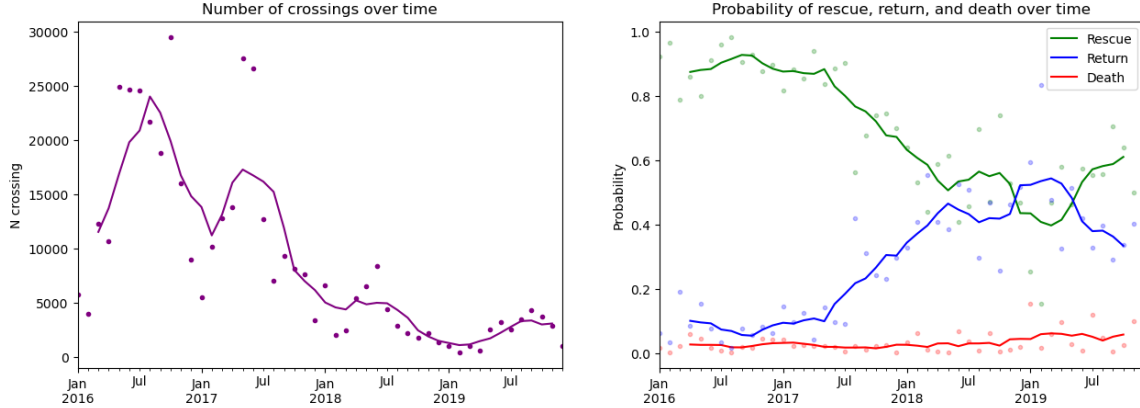 Number of crossings over time
N crossing
30000
25000
20000
15000
10000
5000
0
Jan Jul Jan Jul Jan Jul Jan Jul
2016 2017 2018 2019
Probability of rescue, return, and death over time
Probability
1.0
0.8
0.6
0.4
0.2
0.0
Rescue
Return
Death
Jan Jul Jan Jul Jan Jul Jan Jul
2016 2017 2018 2019